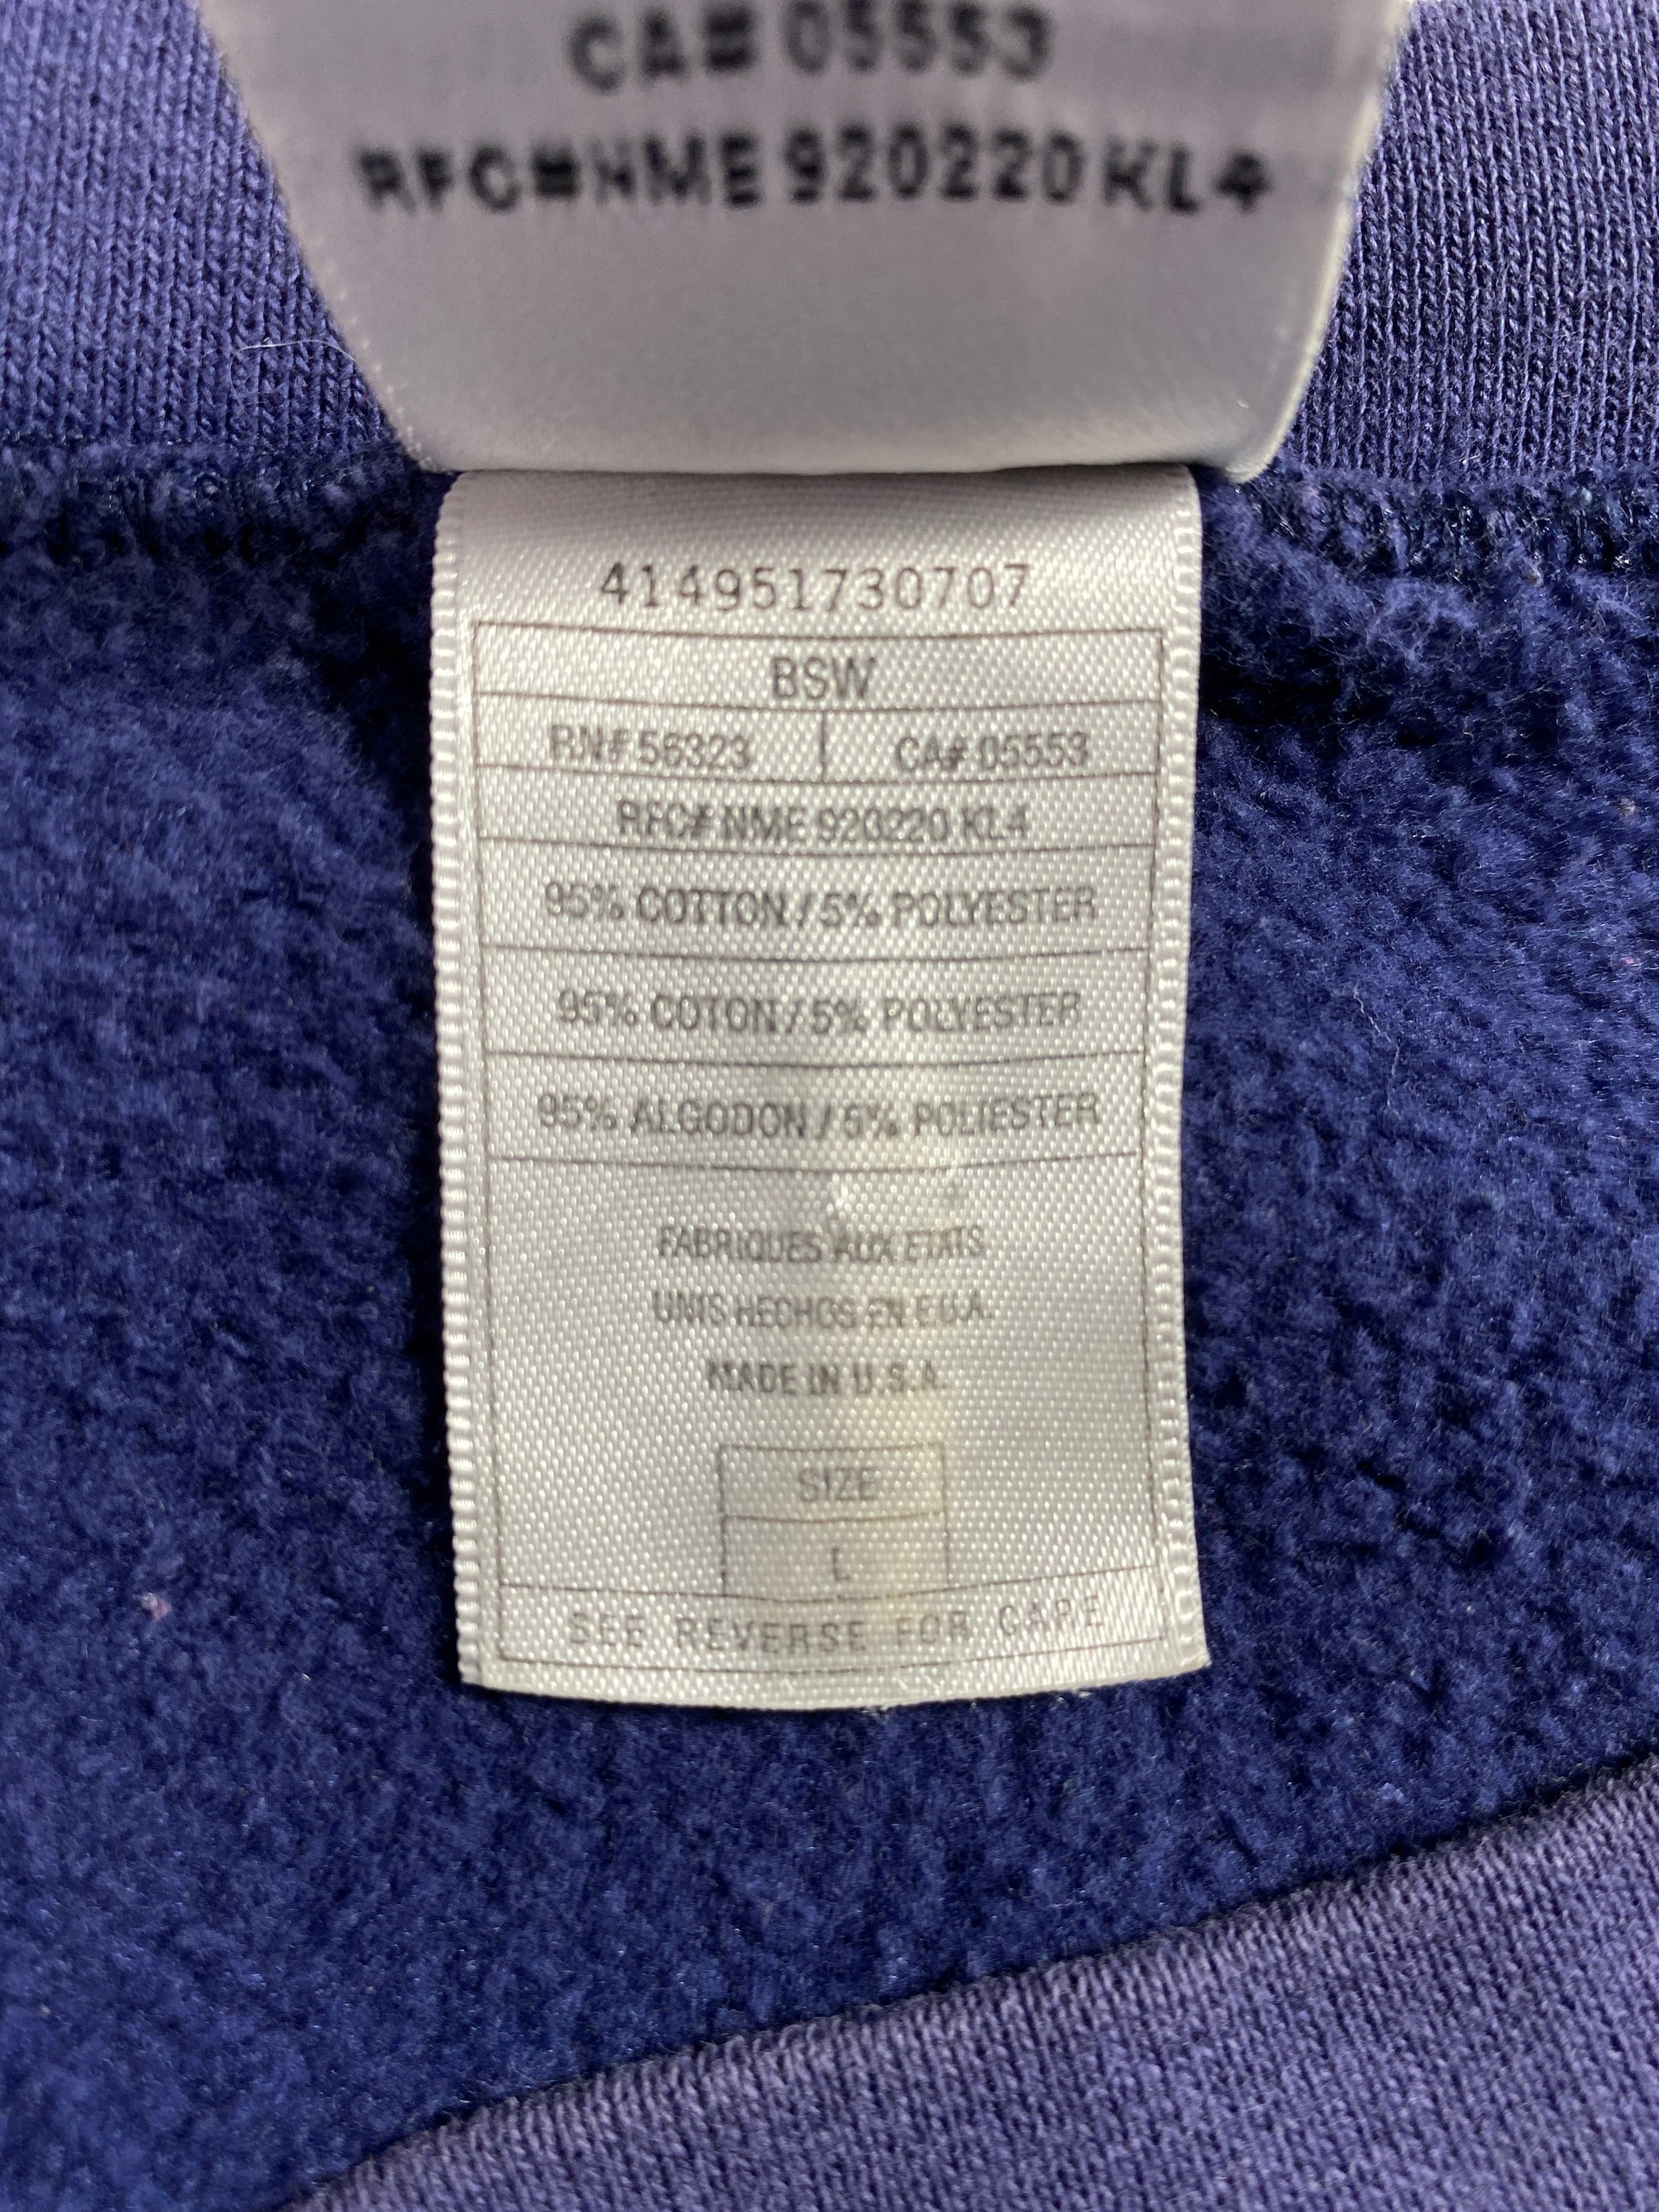 CA# 05553
RFC#NME 920220 KL4
414951730707
BSW
RN# 56323 CA# 05553
RFC# NME 920220 KL4
95% COTTON / 5% POLYESTER
95% COTON / 5% POLYESTER
95% ALGODON / 5% POLIESTER
FABRIQUES AUX ETATS
UNIS HECHOS EN E.U.A.
MADE IN U.S.A.
SIZE
L
SEE REVERSE FOR CARE